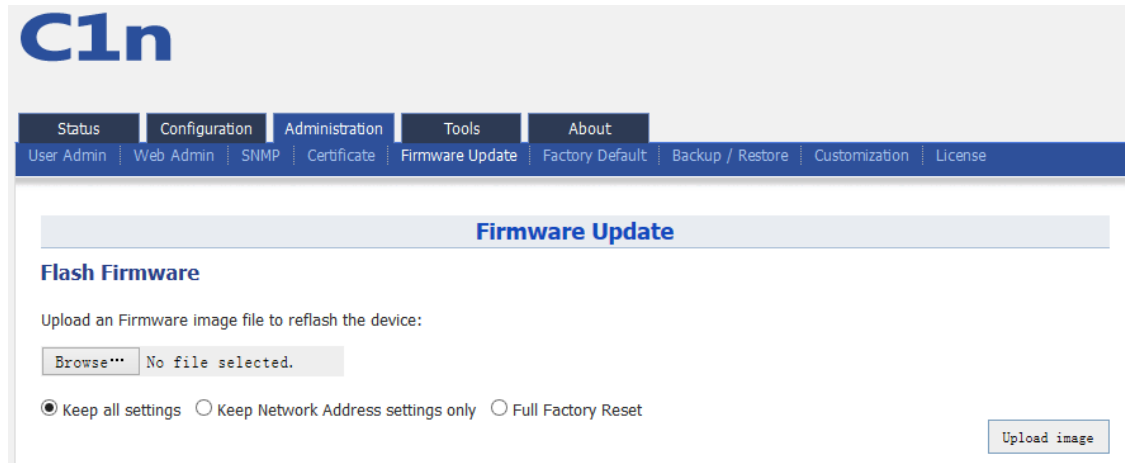 C1n
Status Configuration Administration Tools About
User Admin Web Admin SNMP Certificate Firmware Update Factory Default Backup / Restore Customization License
Firmware Update
Flash Firmware
Upload an Firmware image file to reflash the device:
Browse··· No file selected.
Keep all settings Keep Network Address settings only Full Factory Reset
Upload image